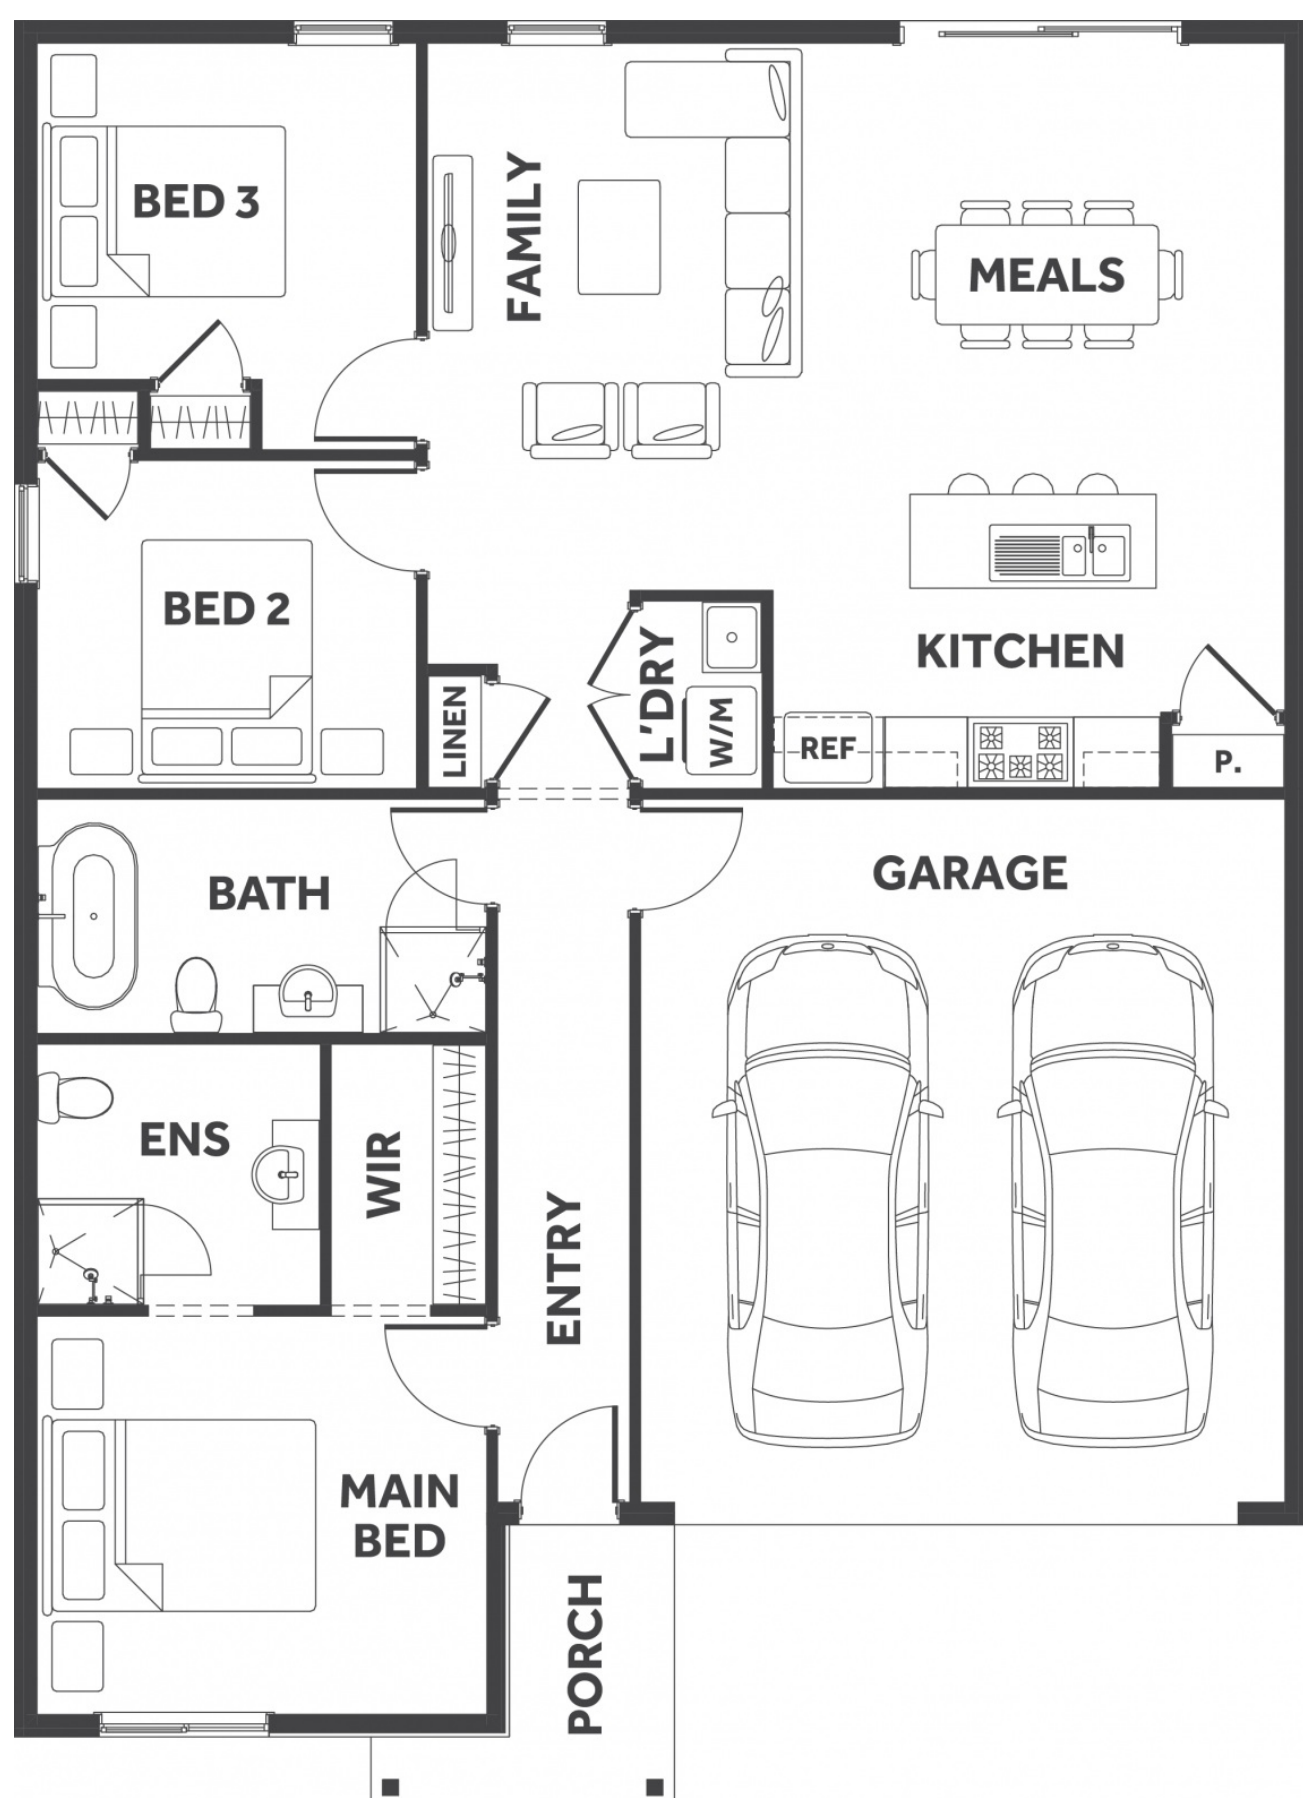 BED 3
FAMILY
MEALS
BED 2
KITCHEN
LINEN
L'DRY
W/M
REF
P.
BATH
GARAGE
ENS
WIR
ENTRY
MAIN
BED
PORCH